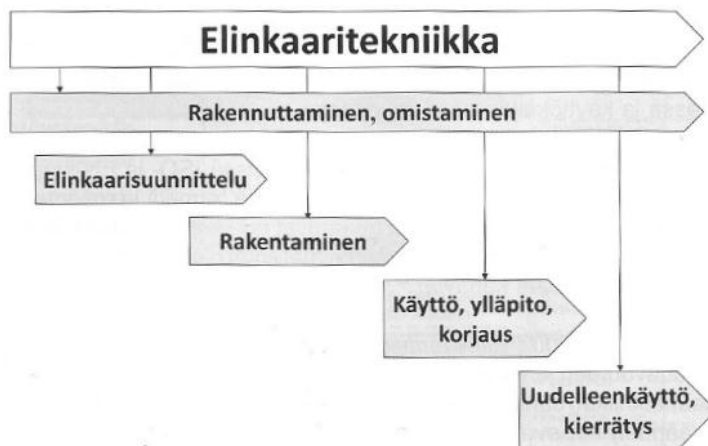 Elinkaaritekniikka
Rakennuttaminen, omistaminen
Elinkaarisuunnittelu
Rakentaminen
Käyttö, ylläpito,
korjaus
Uudelleenkäyttö,
kierrätys